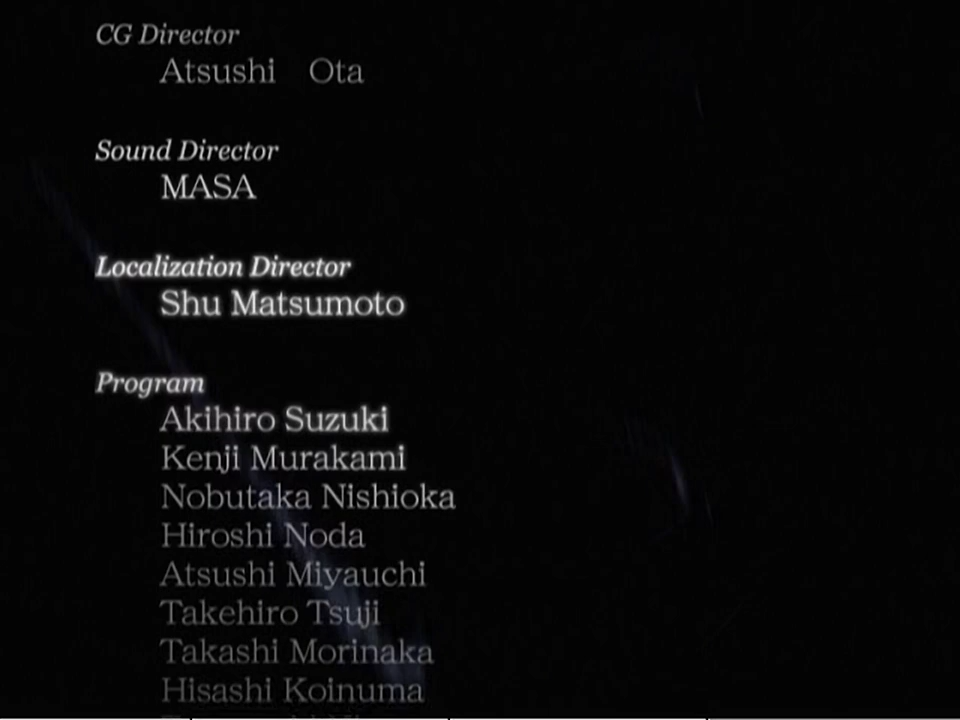 CG Director
Atsushi Ota
Sound Director
MASA
Localization Director
Shu Matsumoto
Program
Akihiro Suzuki
Kenji Murakami
Nobutaka Nishioka
Hiroshi Noda
Atsushi Miyauchi
Takehiro Tsuji
Takashi Morinaka
Hisashi Koinuma